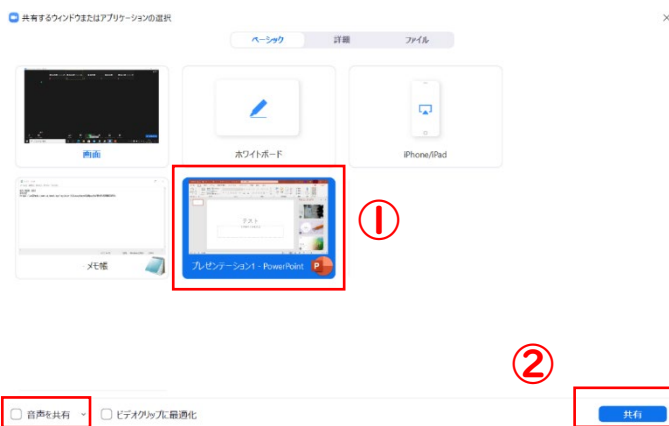 共有するウィンドウまたはアプリケーションの選択
ベーシック 詳細 ファイル
画面
ホワイトボード
iPhone/iPad
テスト
メモ帳
プレゼンテーション1 - PowerPoint
①
②
音声を共有
ビデオクリップに最適化
共有